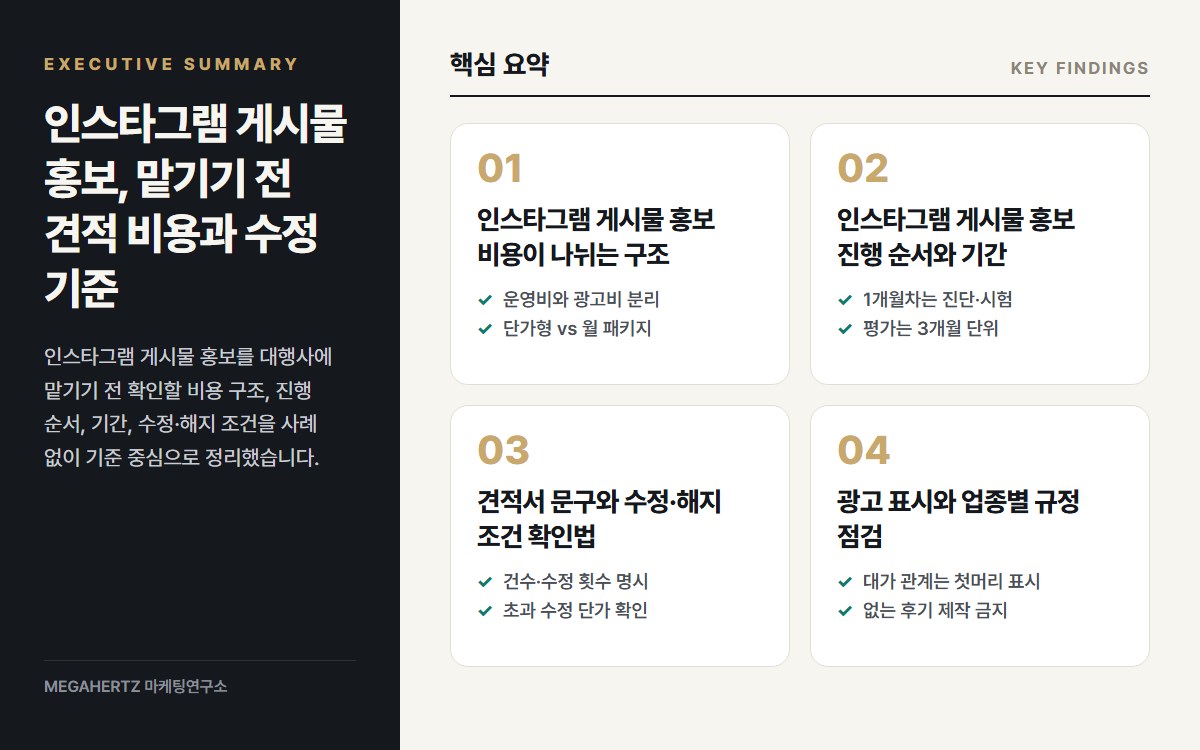 EXECUTIVE SUMMARY
인스타그램 게시물
홍보, 맡기기 전
견적 비용과 수정
기준
인스타그램 게시물 홍보를 대행사에
맡기기 전 확인할 비용 구조, 진행
순서, 기간, 수정·해지 조건을 사례
없이 기준 중심으로 정리했습니다.
MEGAHERTZ 마케팅연구소
핵심 요약
KEY FINDINGS
01
인스타그램 게시물 홍보
비용이 나뉘는 구조
✓ 운영비와 광고비 분리
✓ 단가형 vs 월 패키지
02
인스타그램 게시물 홍보
진행 순서와 기간
✓ 1개월차는 진단·시험
✓ 평가는 3개월 단위
03
견적서 문구와 수정·해지
조건 확인법
✓ 건수·수정 횟수 명시
✓ 초과 수정 단가 확인
04
광고 표시와 업종별 규정
점검
✓ 대가 관계는 첫머리 표시
✓ 없는 후기 제작 금지